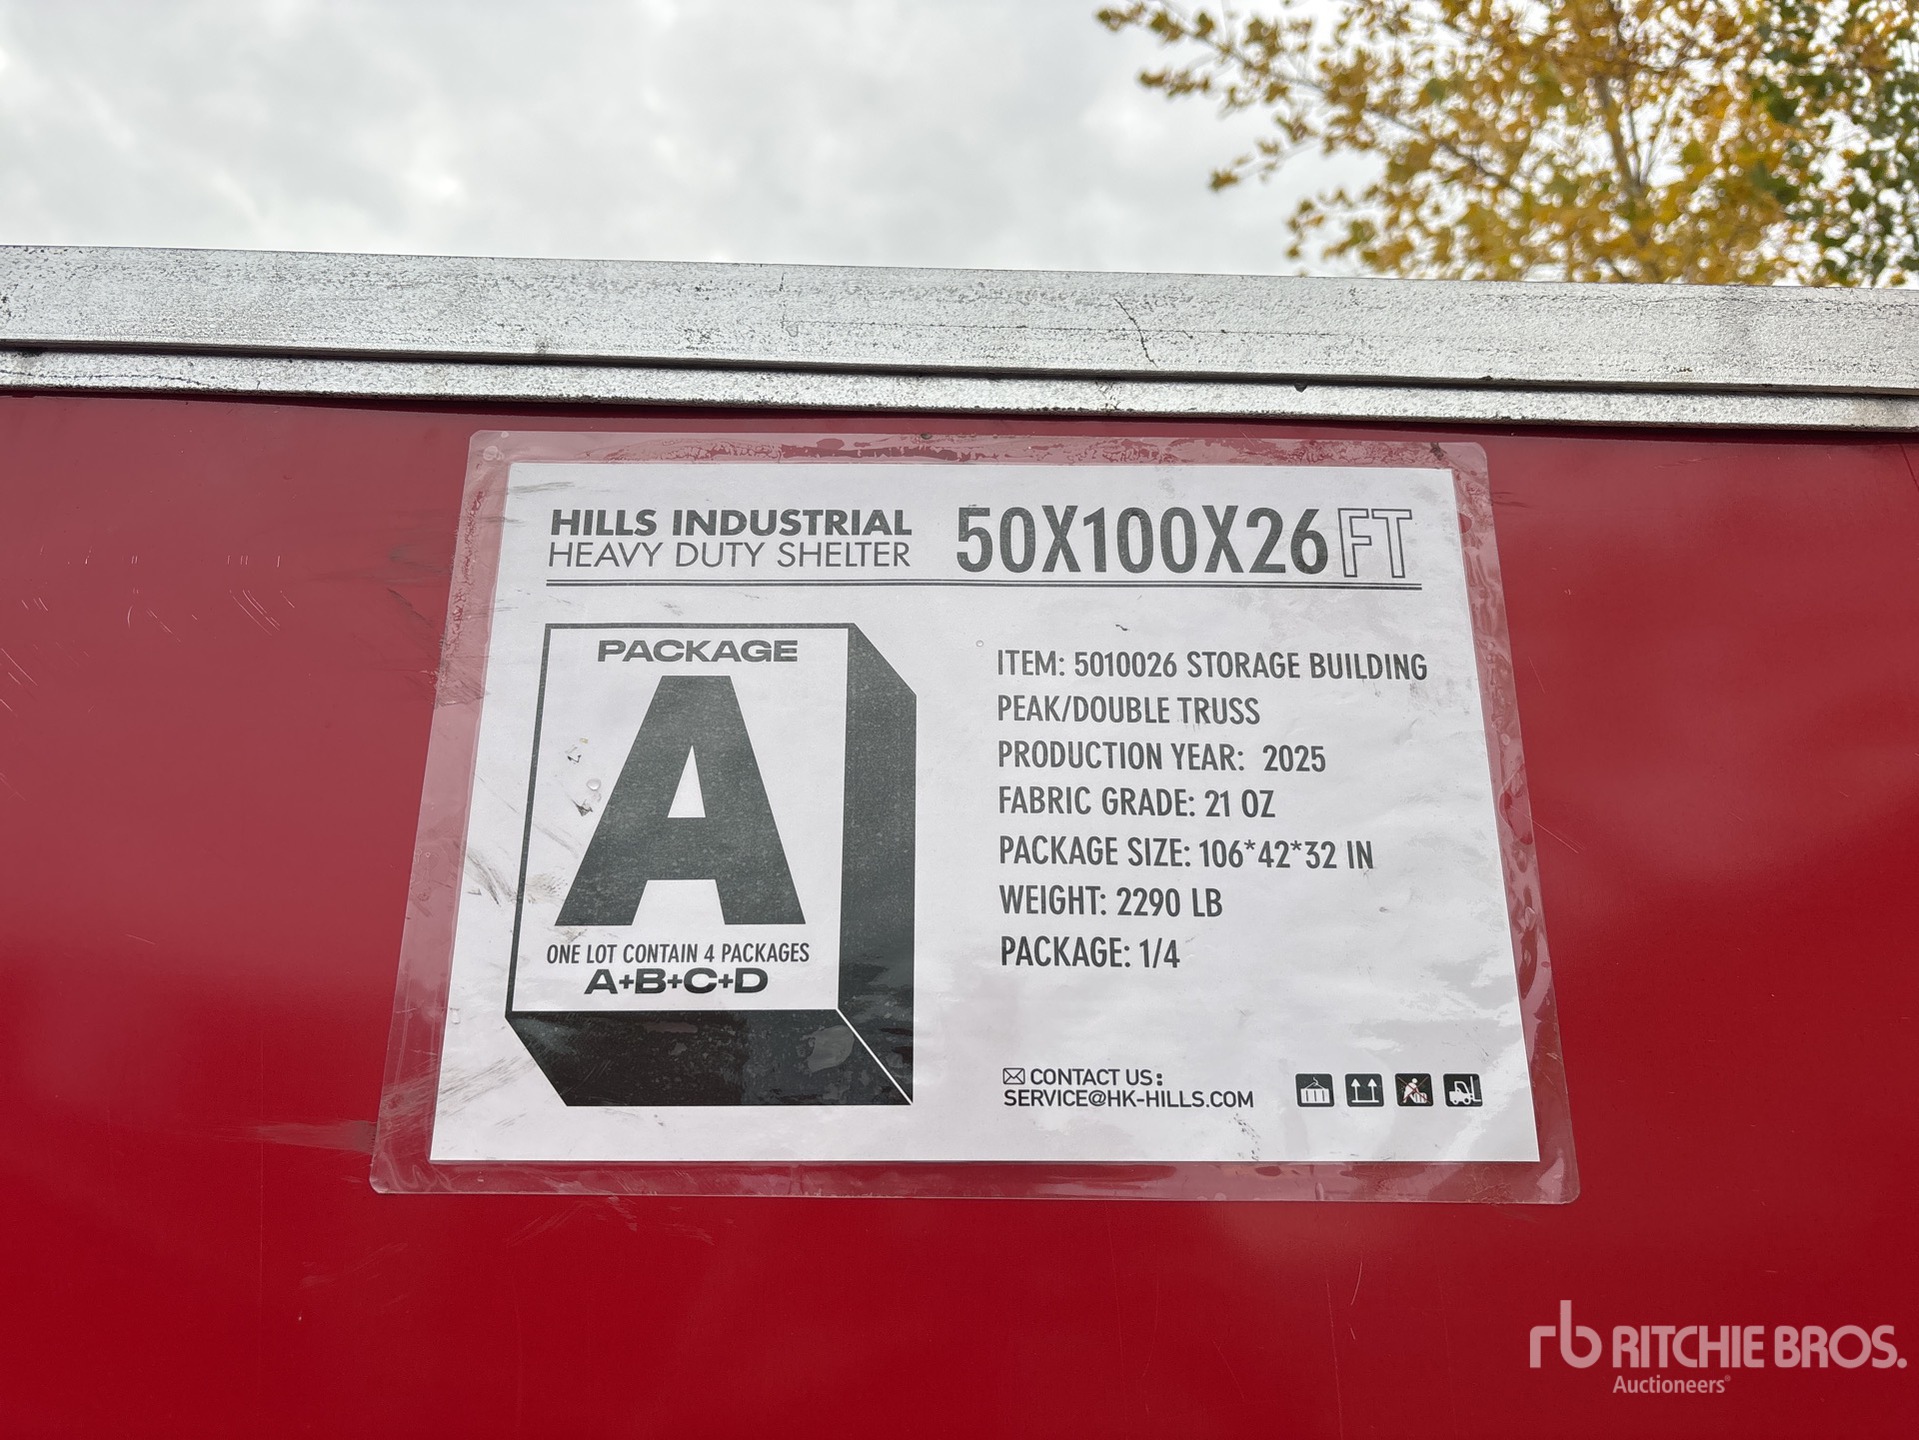 HILLS INDUSTRIAL
HEAVY DUTY SHELTER
50X100X26FT
PACKAGE
A
ONE LOT CONTAIN 4 PACKAGES
A+B+C+D
ITEM: 5010026 STORAGE BUILDING
PEAK/DOUBLE TRUSS
PRODUCTION YEAR: 2025
FABRIC GRADE: 21 OZ
PACKAGE SIZE: 106*42*32 IN
WEIGHT: 2290 LB
PACKAGE: 1/4
CONTACT US:
SERVICE@HK-HILLS.COM
rb RITCHIE BROS.
Auctioneers®